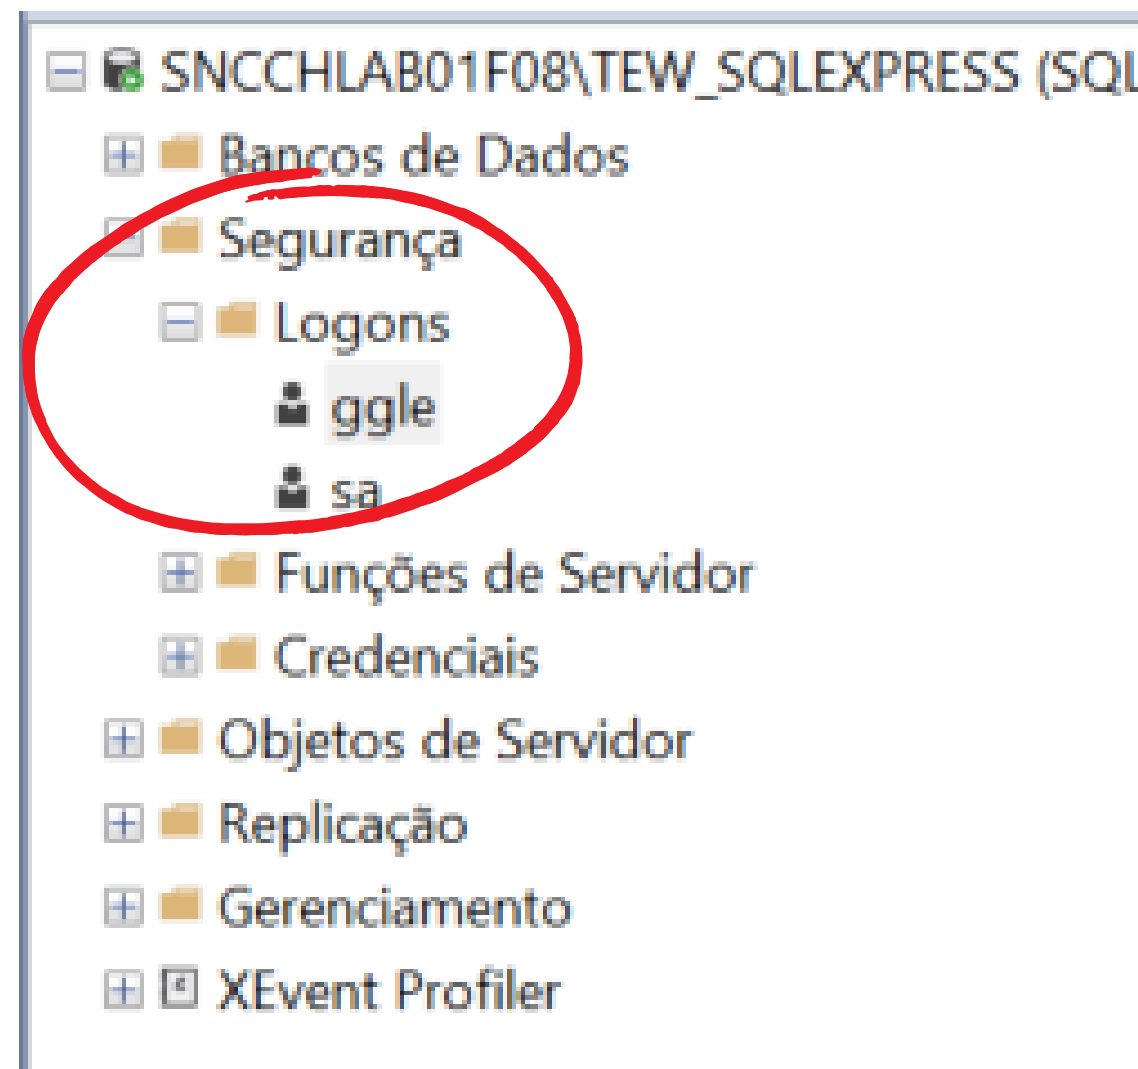 SNCCHLAB01F08\TEW_SQLEXPRESS (SQL
Bancos de Dados
Segurança
Logons
ggle
sa
Funções de Servidor
Credenciais
Objetos de Servidor
Replicação
Gerenciamento
XEvent Profiler